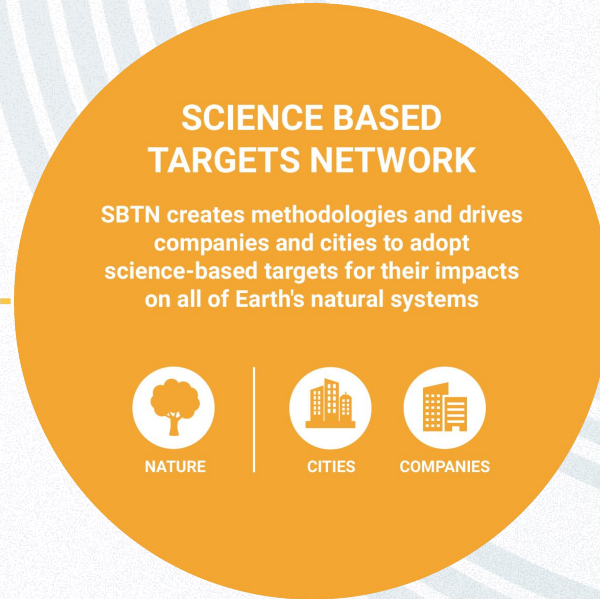 SCIENCE BASED
TARGETS NETWORK
SBTN creates methodologies and drives
companies and cities to adopt
science-based targets for their impacts
on all of Earth's natural systems
NATURE
CITIES
COMPANIES